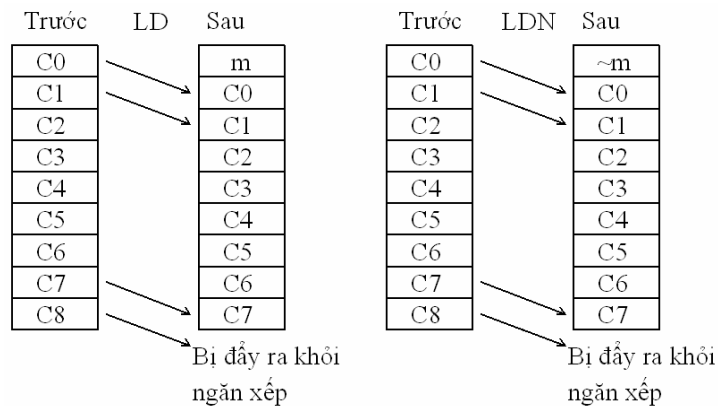 Trước LD Sau Trước LDN Sau
C0 m C0 ~m
C1 C0 C1 C0
C2 C1 C2 C1
C3 C2 C3 C2
C4 C3 C4 C3
C5 C4 C5 C4
C6 C5 C6 C5
C7 C6 C7 C6
C8 C7 C8 C7
Bị đẩy ra khỏi Bị đẩy ra khỏi
ngăn xếp ngăn xếp